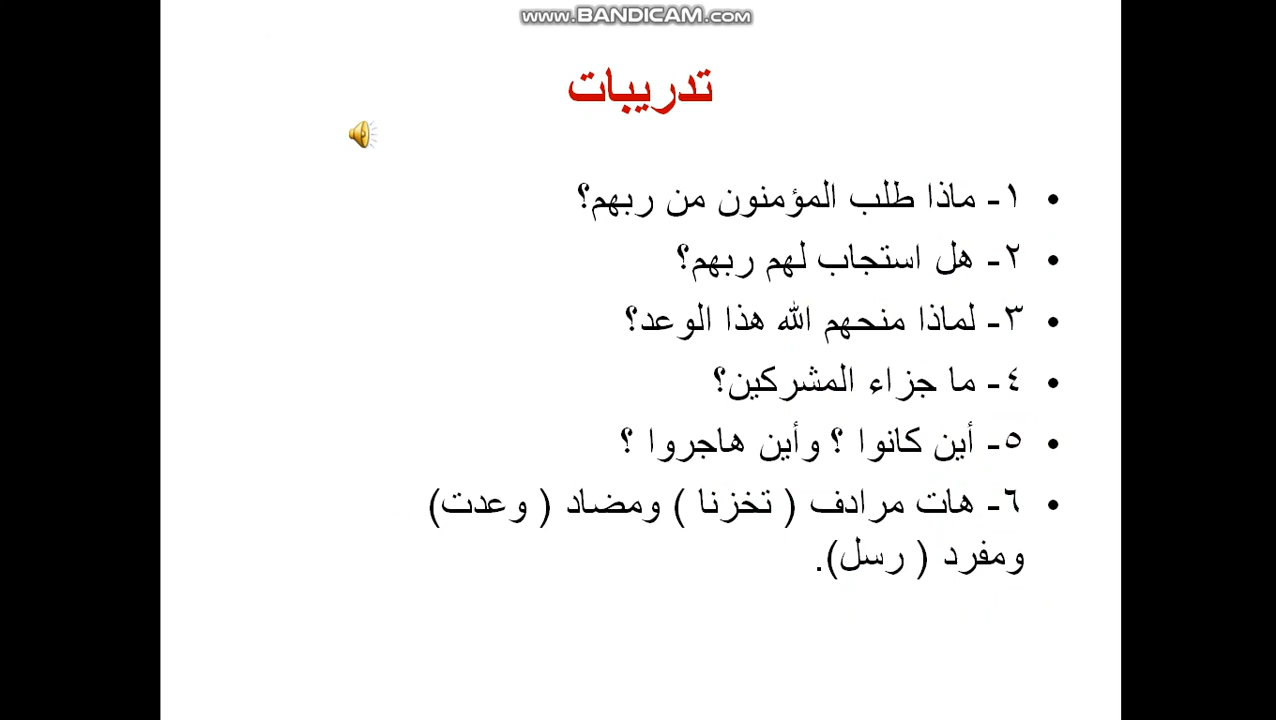 www.BANDICAM.com
تدريبات
• ١- ماذا طلب المؤمنون من ربهم؟
• ٢- هل استجاب لهم ربهم؟
• ٣- لماذا منحهم الله هذا الوعد؟
• ٤- ما جزاء المشركين؟
• ٥- أين كانوا ؟ وأين هاجروا ؟
• ٦- هات مرادف ( تخزنا ) ومضاد ( وعدت)
ومفرد ( رسل).